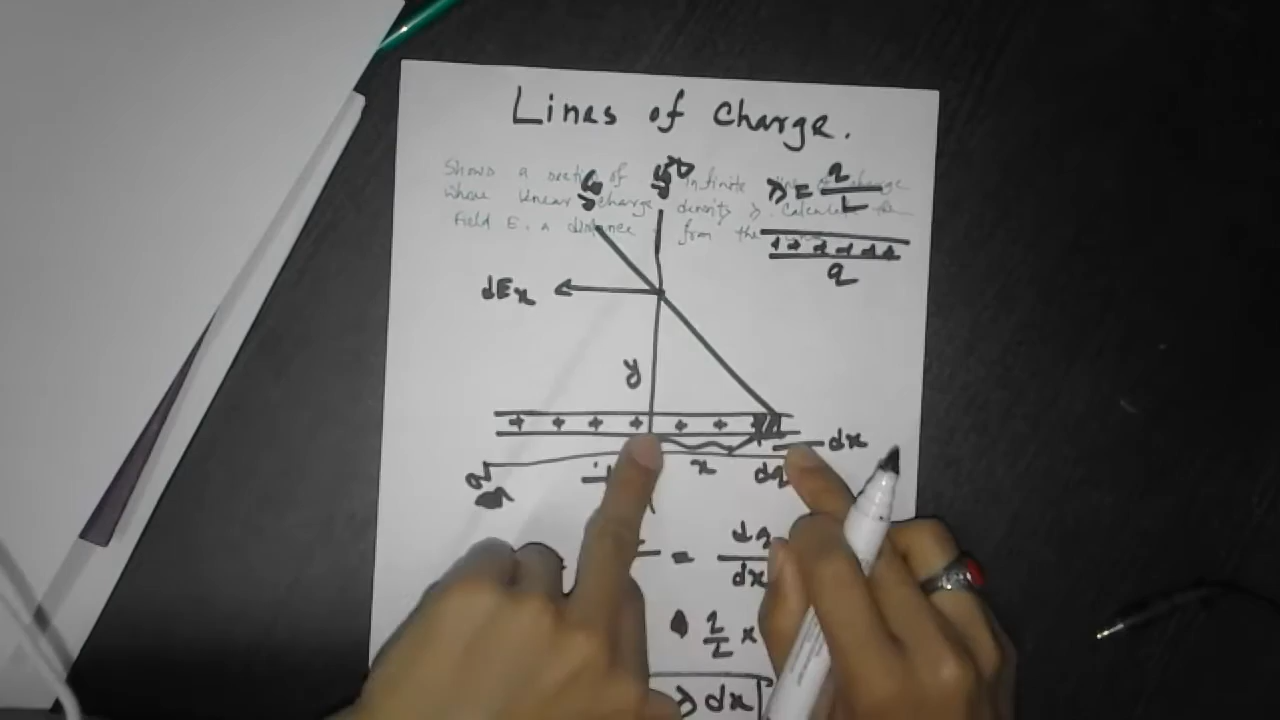 Lines of Charge.
Shows a section of infinite line of charge
whose linear charge density λ. Calculate the
field E, a distance from the
λ = q/L
+ + + + + +
q
dEx
y
+ + + + + +
dx
x
dq
= dq/dx
q/L x
λ dx